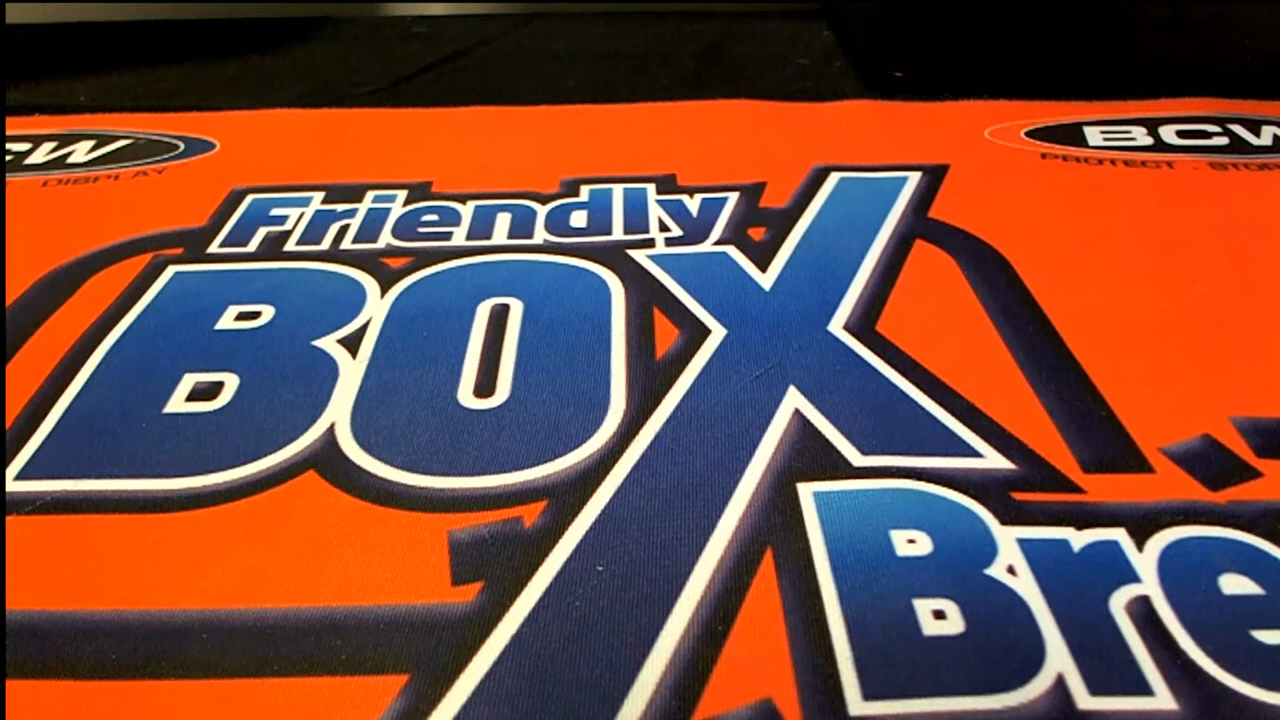 CW
DISPLAY
BCW
PROTECT · STOR
Friendly
BOX
Bre